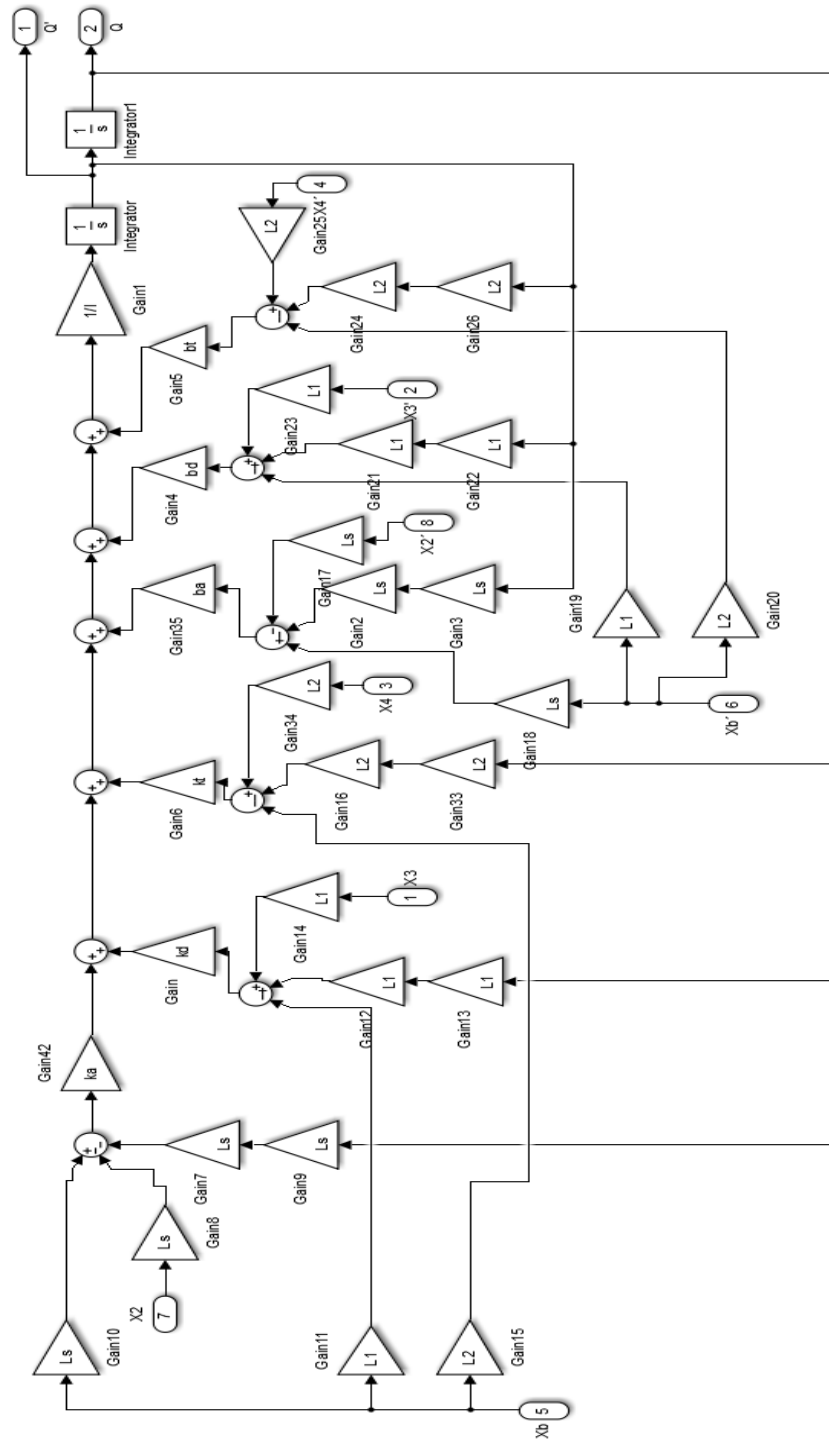 1
Q'
2
Q
1
s
Integrator1
1
s
Integrator
1/I
Gain1
L2
4
Gain25X4'
bt
Gain5
L2
Gain24
L2
Gain26
bd
Gain4
L1
Gain23
2
X3'
L1
Gain21
L1
Gain22
ba
Gain35
Ls
Gain17
8
X2'
Ls
Gain2
Ls
Gain3
L1
Gain19
L2
Gain20
Ls
Gain18
6
Xb'
kt
Gain6
L2
Gain34
3
X4
L2
Gain16
L2
Gain33
kd
Gain
L1
Gain14
1
X3
L1
Gain12
L1
Gain13
ka
Gain42
Ls
Gain7
Ls
Gain9
Ls
Gain8
7
X2
Ls
Gain10
L1
Gain11
L2
Gain15
5
Xb